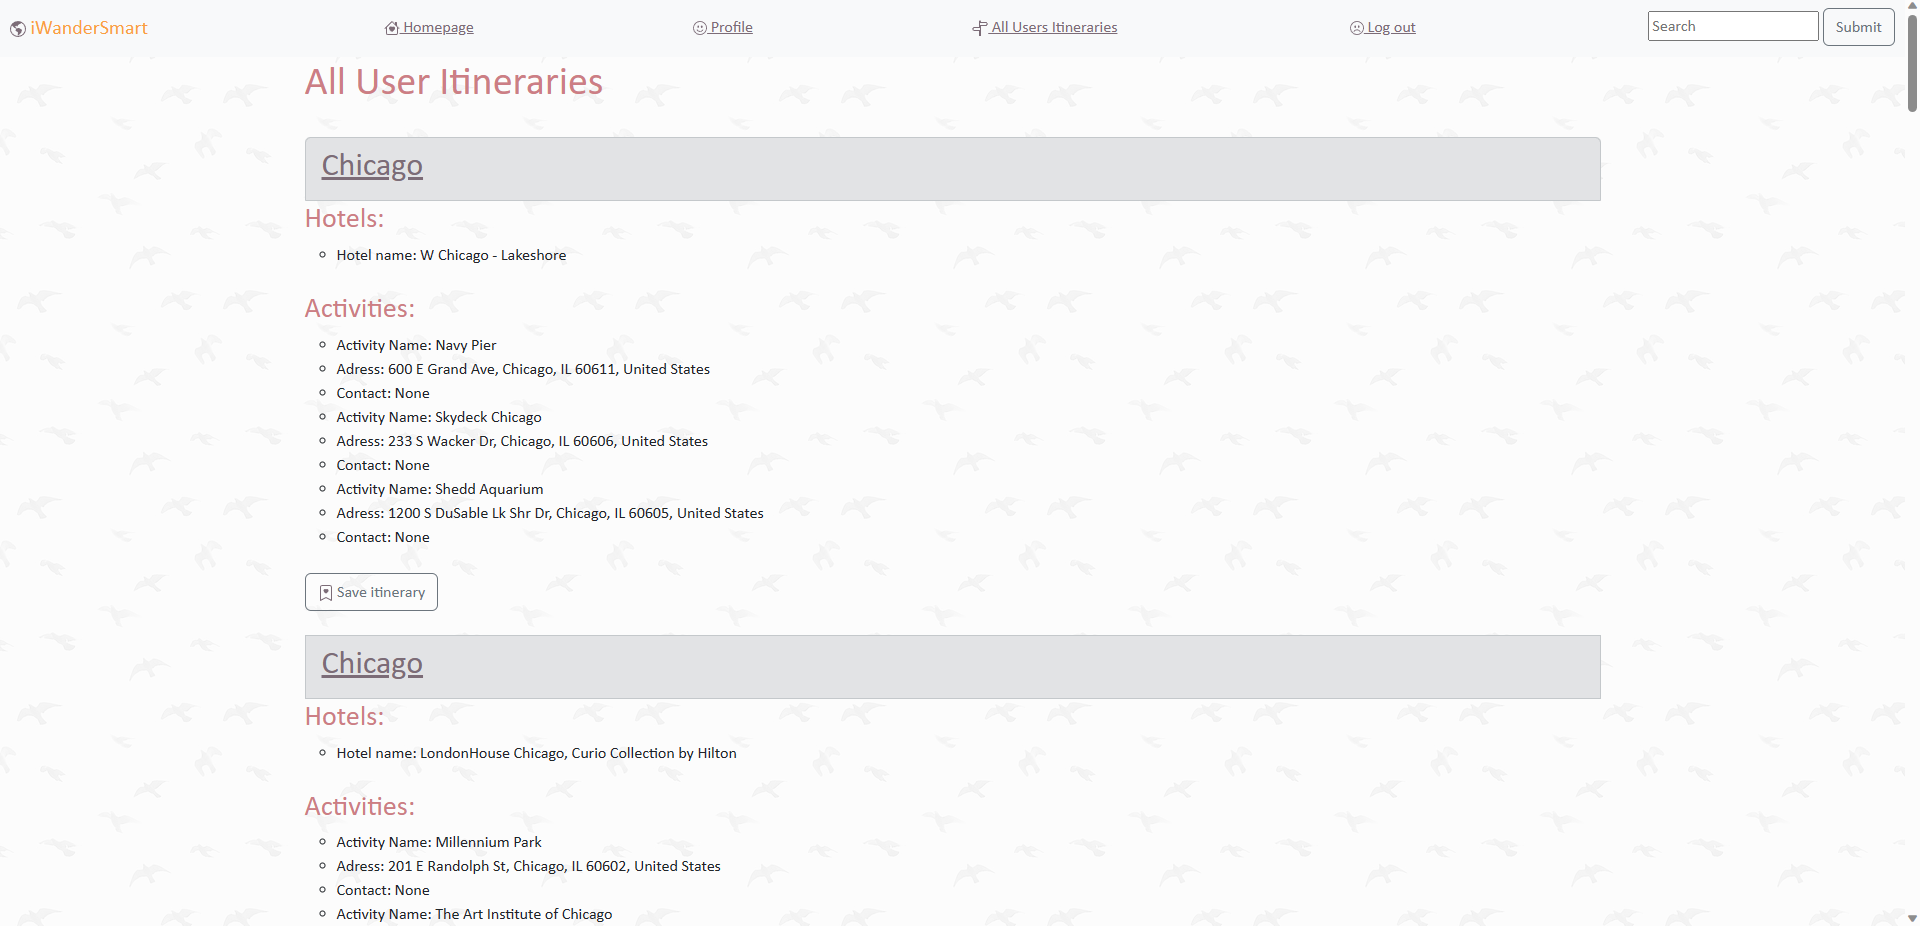 iWanderSmart
Homepage
Profile
All Users Itineraries
Log out
Search
Submit
All User Itineraries
Chicago
Hotels:
Hotel name: W Chicago - Lakeshore
Activities:
Activity Name: Navy Pier
Adress: 600 E Grand Ave, Chicago, IL 60611, United States
Contact: None
Activity Name: Skydeck Chicago
Adress: 233 S Wacker Dr, Chicago, IL 60606, United States
Contact: None
Activity Name: Shedd Aquarium
Adress: 1200 S DuSable Lk Shr Dr, Chicago, IL 60605, United States
Contact: None
Save itinerary
Chicago
Hotels:
Hotel name: LondonHouse Chicago, Curio Collection by Hilton
Activities:
Activity Name: Millennium Park
Adress: 201 E Randolph St, Chicago, IL 60602, United States
Contact: None
Activity Name: The Art Institute of Chicago